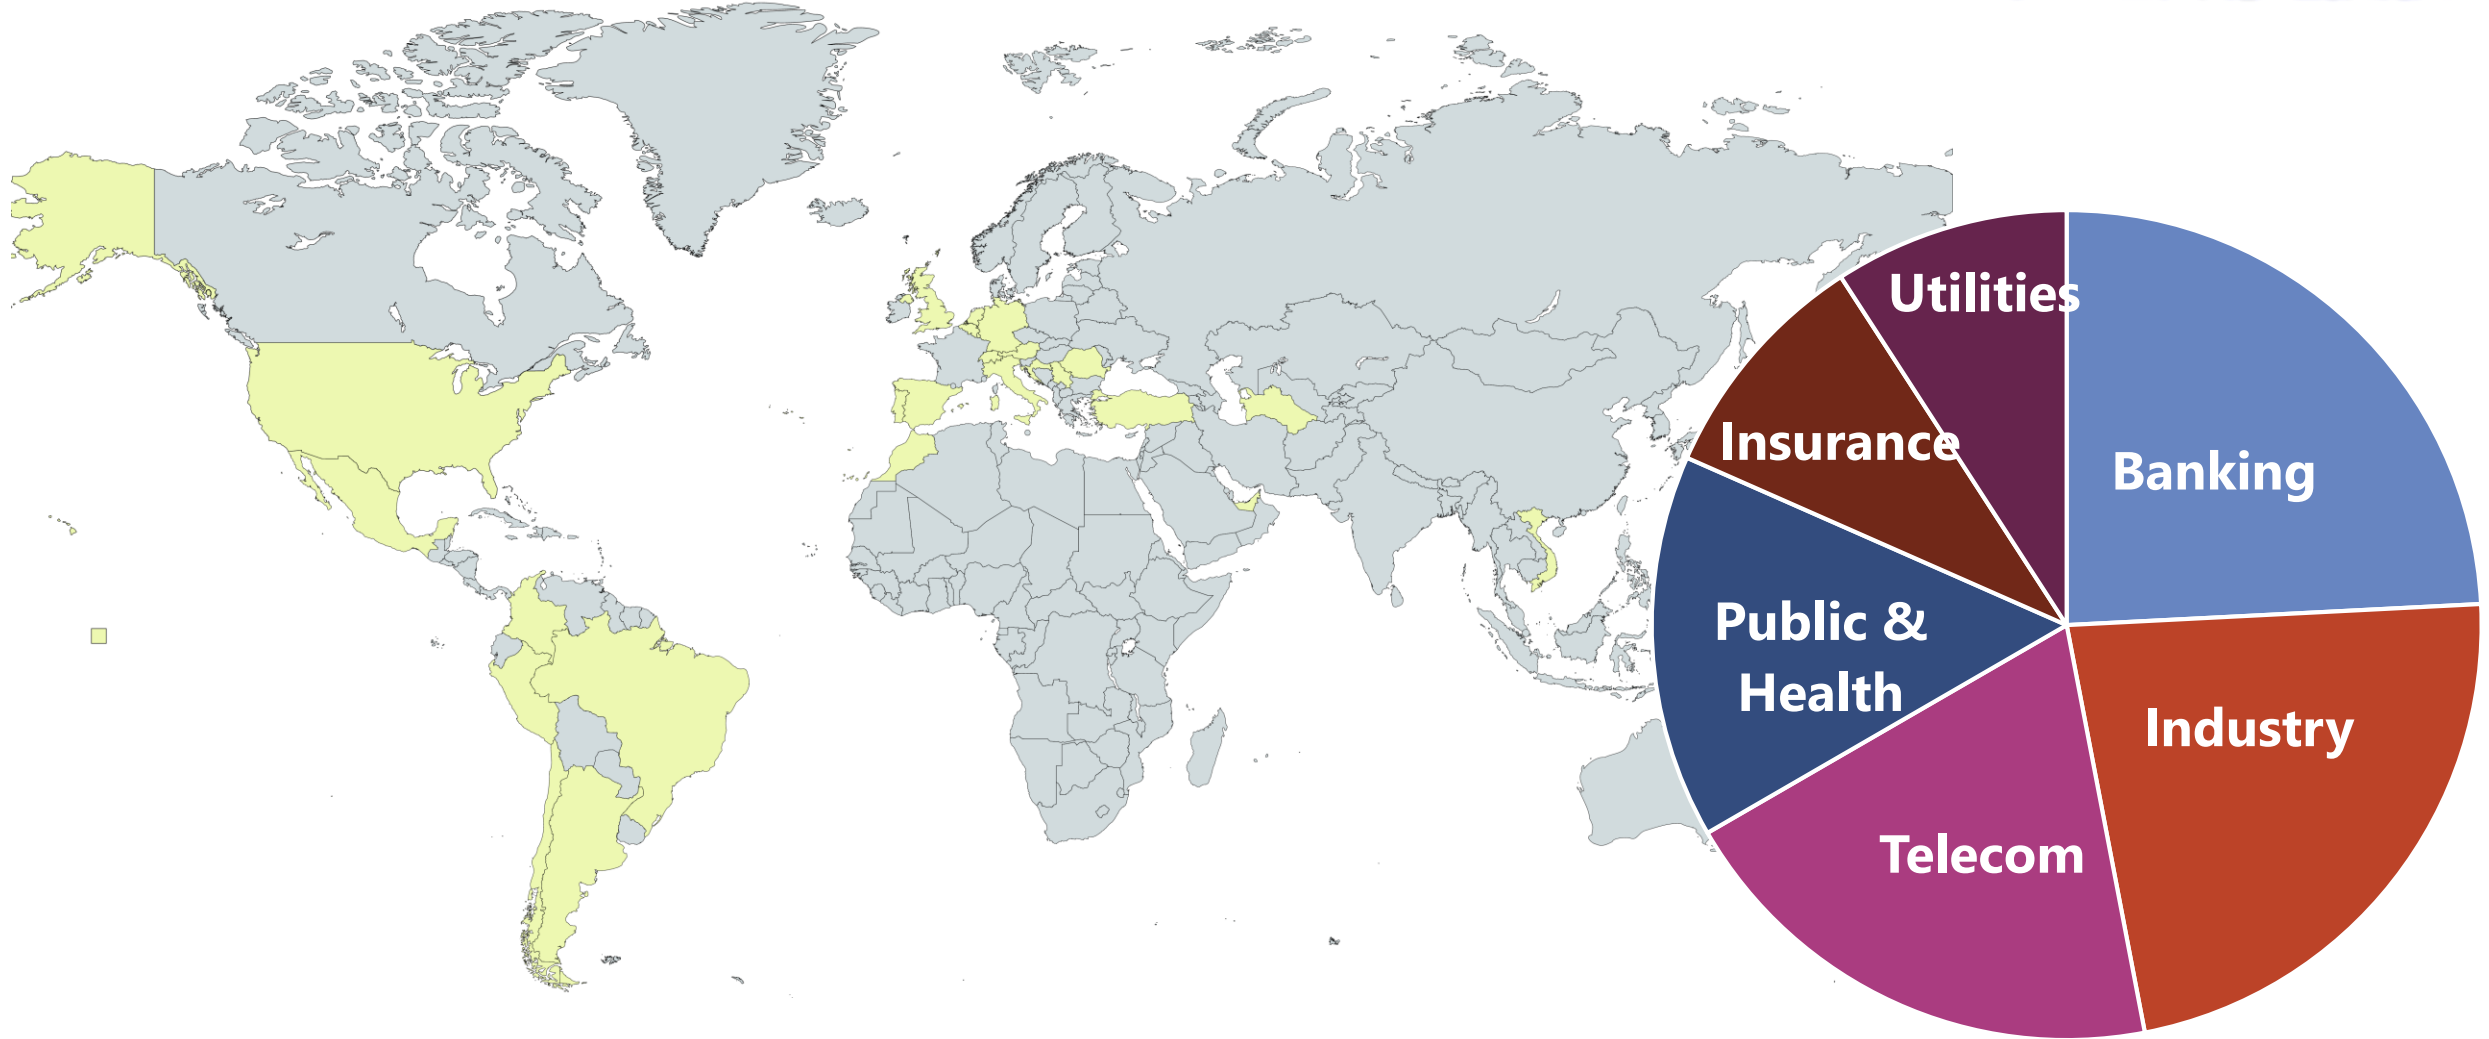 Utilities
Banking
Insurance
Public &
Health
Industry
Telecom